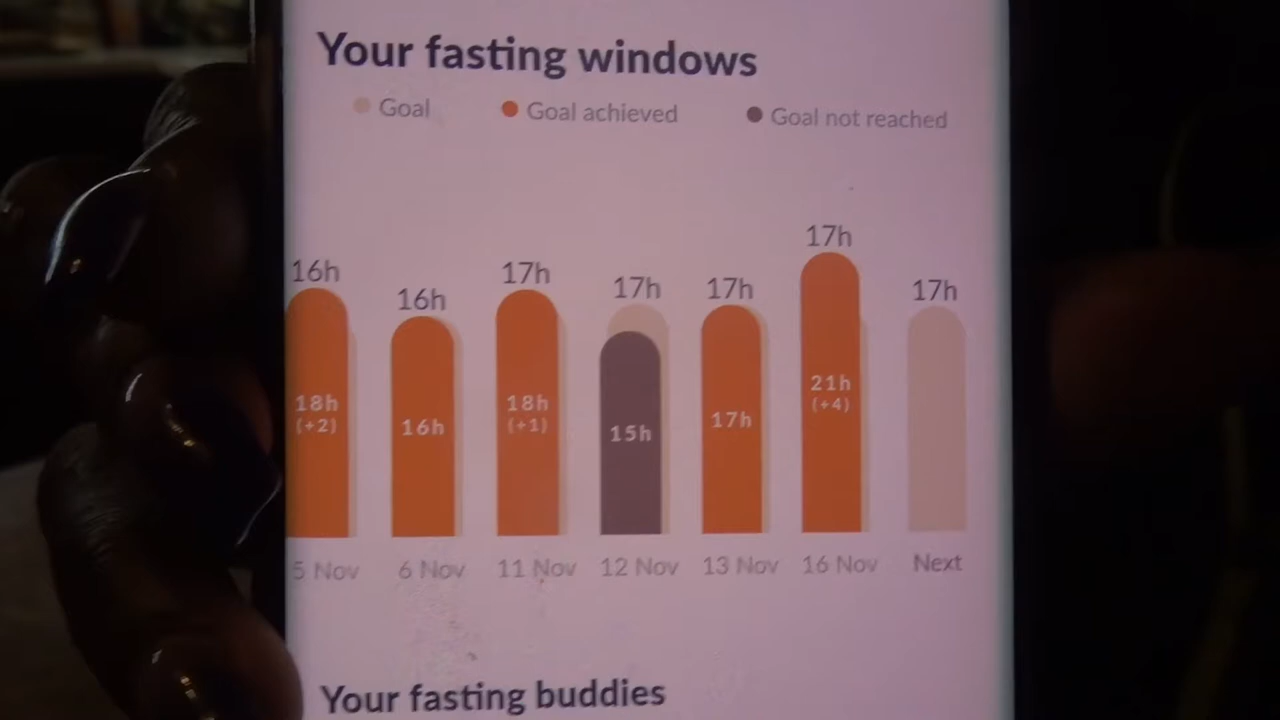 Your fasting windows
Goal Goal achieved Goal not reached
16h 16h 17h 17h 17h 17h 17h
18h (+2) 16h 18h (+1) 15h 17h 21h (+4)
5 Nov 6 Nov 11 Nov 12 Nov 13 Nov 16 Nov Next
Your fasting buddies